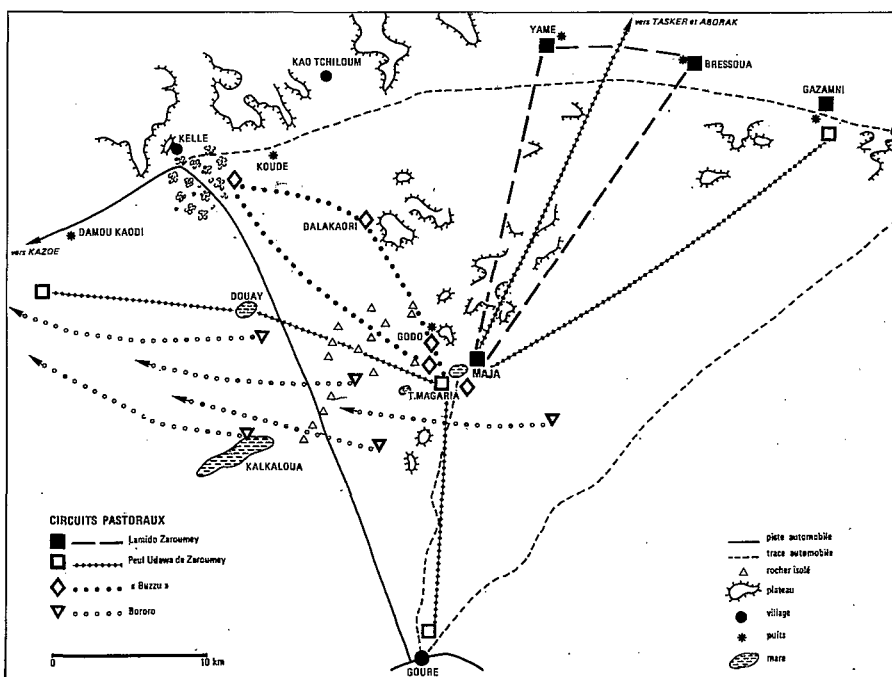 vers TASKER et ABORAK
YAME
BRESSOUA
KAO TCHILOUM
GAZAMNI
KELLE
KOUDE
DALAKAORI
DAMOU KAODI
vers KAZOE
DOUAY
GODO
MAJA
T.MAGARIA
KALKALOUA
CIRCUITS PASTORAUX
Lamido Zaroumey
Peul Udawa de Zaroumey
« Buzzu »
Bororo
0 10 km
GOURE
piste automobile
trace automobile
rocher isolé
plateau
village
puits
mare